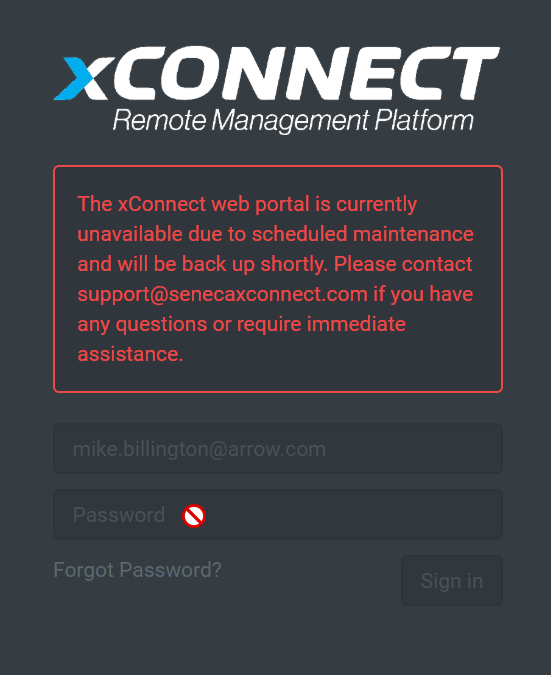 xCONNECT
Remote Management Platform
The xConnect web portal is currently
unavailable due to scheduled maintenance
and will be back up shortly. Please contact
support@senecaxconnect.com if you have
any questions or require immediate
assistance.
mike.billington@arrow.com
Password
Forgot Password?
Sign in